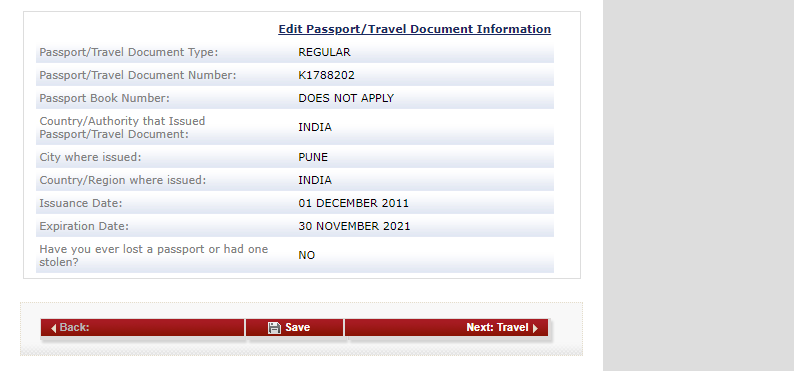 Edit Passport/Travel Document Information
Passport/Travel Document Type: REGULAR
Passport/Travel Document Number: K1788202
Passport Book Number: DOES NOT APPLY
Country/Authority that Issued
Passport/Travel Document: INDIA
City where issued: PUNE
Country/Region where issued: INDIA
Issuance Date: 01 DECEMBER 2011
Expiration Date: 30 NOVEMBER 2021
Have you ever lost a passport or had one
stolen? NO
Back: Save Next: Travel